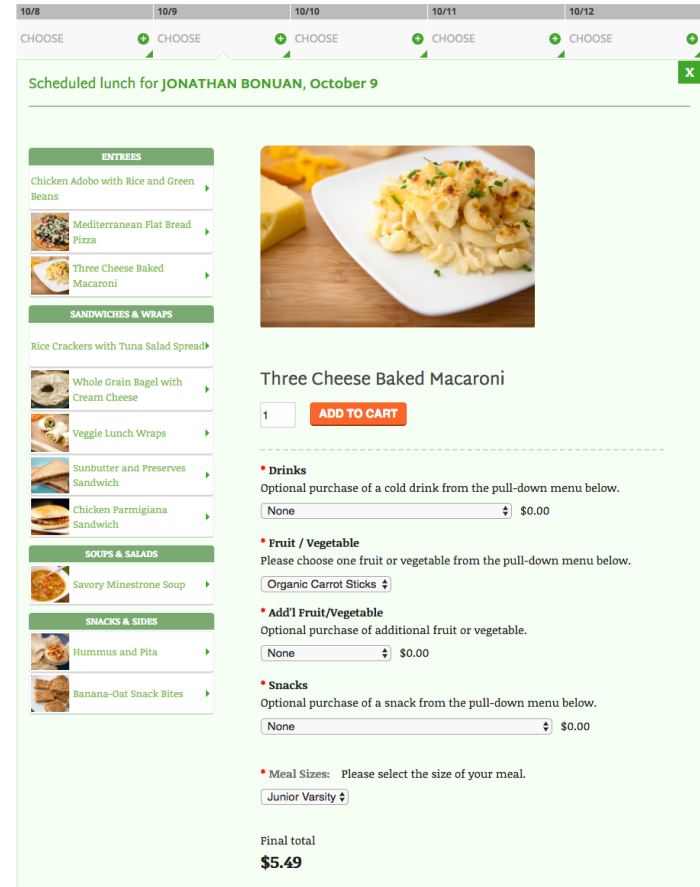 10/8 10/9 10/10 10/11 10/12
CHOOSE CHOOSE CHOOSE CHOOSE CHOOSE
Scheduled lunch for JONATHAN BONUAN, October 9
X
ENTREES
Chicken Adobo with Rice and Green
Beans
Mediterranean Flat Bread
Pizza
Three Cheese Baked
Macaroni
SANDWICHES & WRAPS
Rice Crackers with Tuna Salad Spread
Whole Grain Bagel with
Cream Cheese
Veggie Lunch Wraps
Sunbutter and Preserves
Sandwich
Chicken Parmigiana
Sandwich
SOUPS & SALADS
Savory Minestrone Soup
SNACKS & SIDES
Hummus and Pita
Banana-Oat Snack Bites
Three Cheese Baked Macaroni
1 ADD TO CART
* Drinks
Optional purchase of a cold drink from the pull-down menu below.
None $0.00
* Fruit / Vegetable
Please choose one fruit or vegetable from the pull-down menu below.
Organic Carrot Sticks
* Add'l Fruit/Vegetable
Optional purchase of additional fruit or vegetable.
None $0.00
* Snacks
Optional purchase of a snack from the pull-down menu below.
None $0.00
* Meal Sizes: Please select the size of your meal.
Junior Varsity
Final total
$5.49